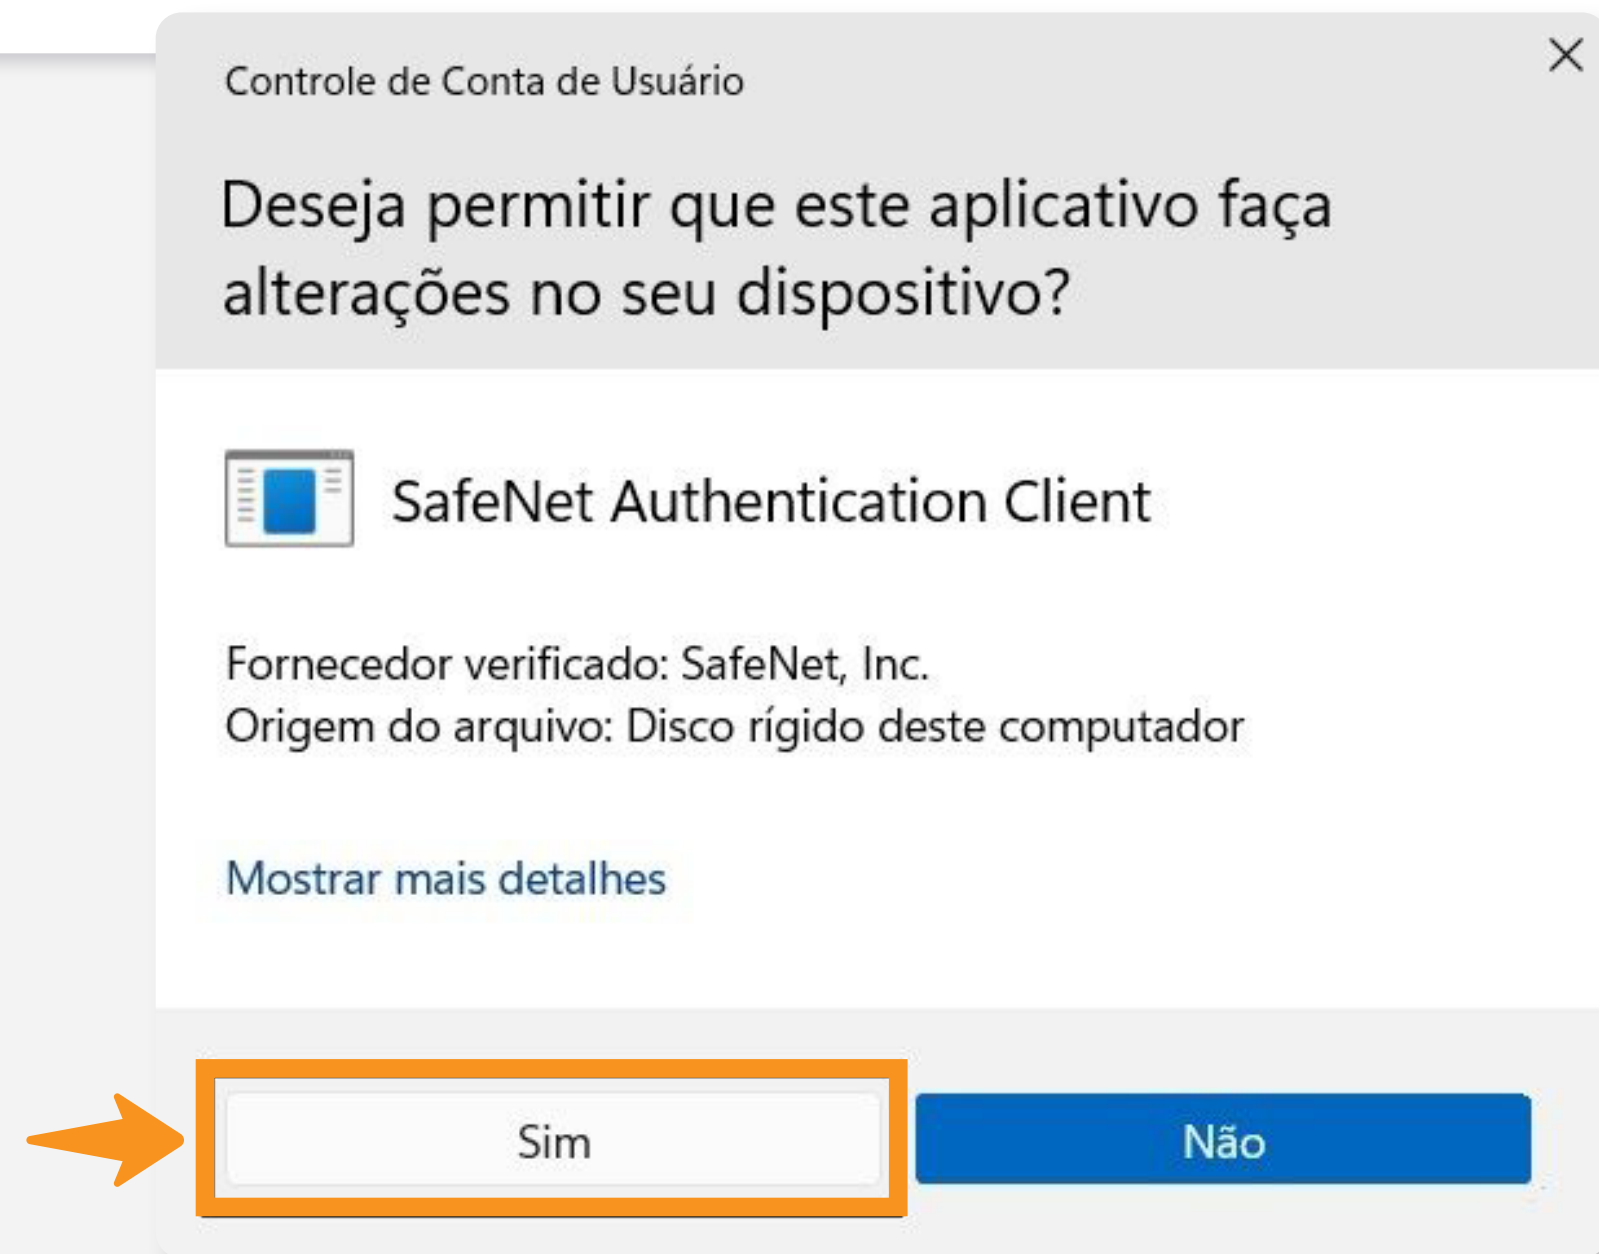 Controle de Conta de Usuário
Deseja permitir que este aplicativo faça
alterações no seu dispositivo?
SafeNet Authentication Client
Fornecedor verificado: SafeNet, Inc.
Origem do arquivo: Disco rígido deste computador
Mostrar mais detalhes
Sim
Não